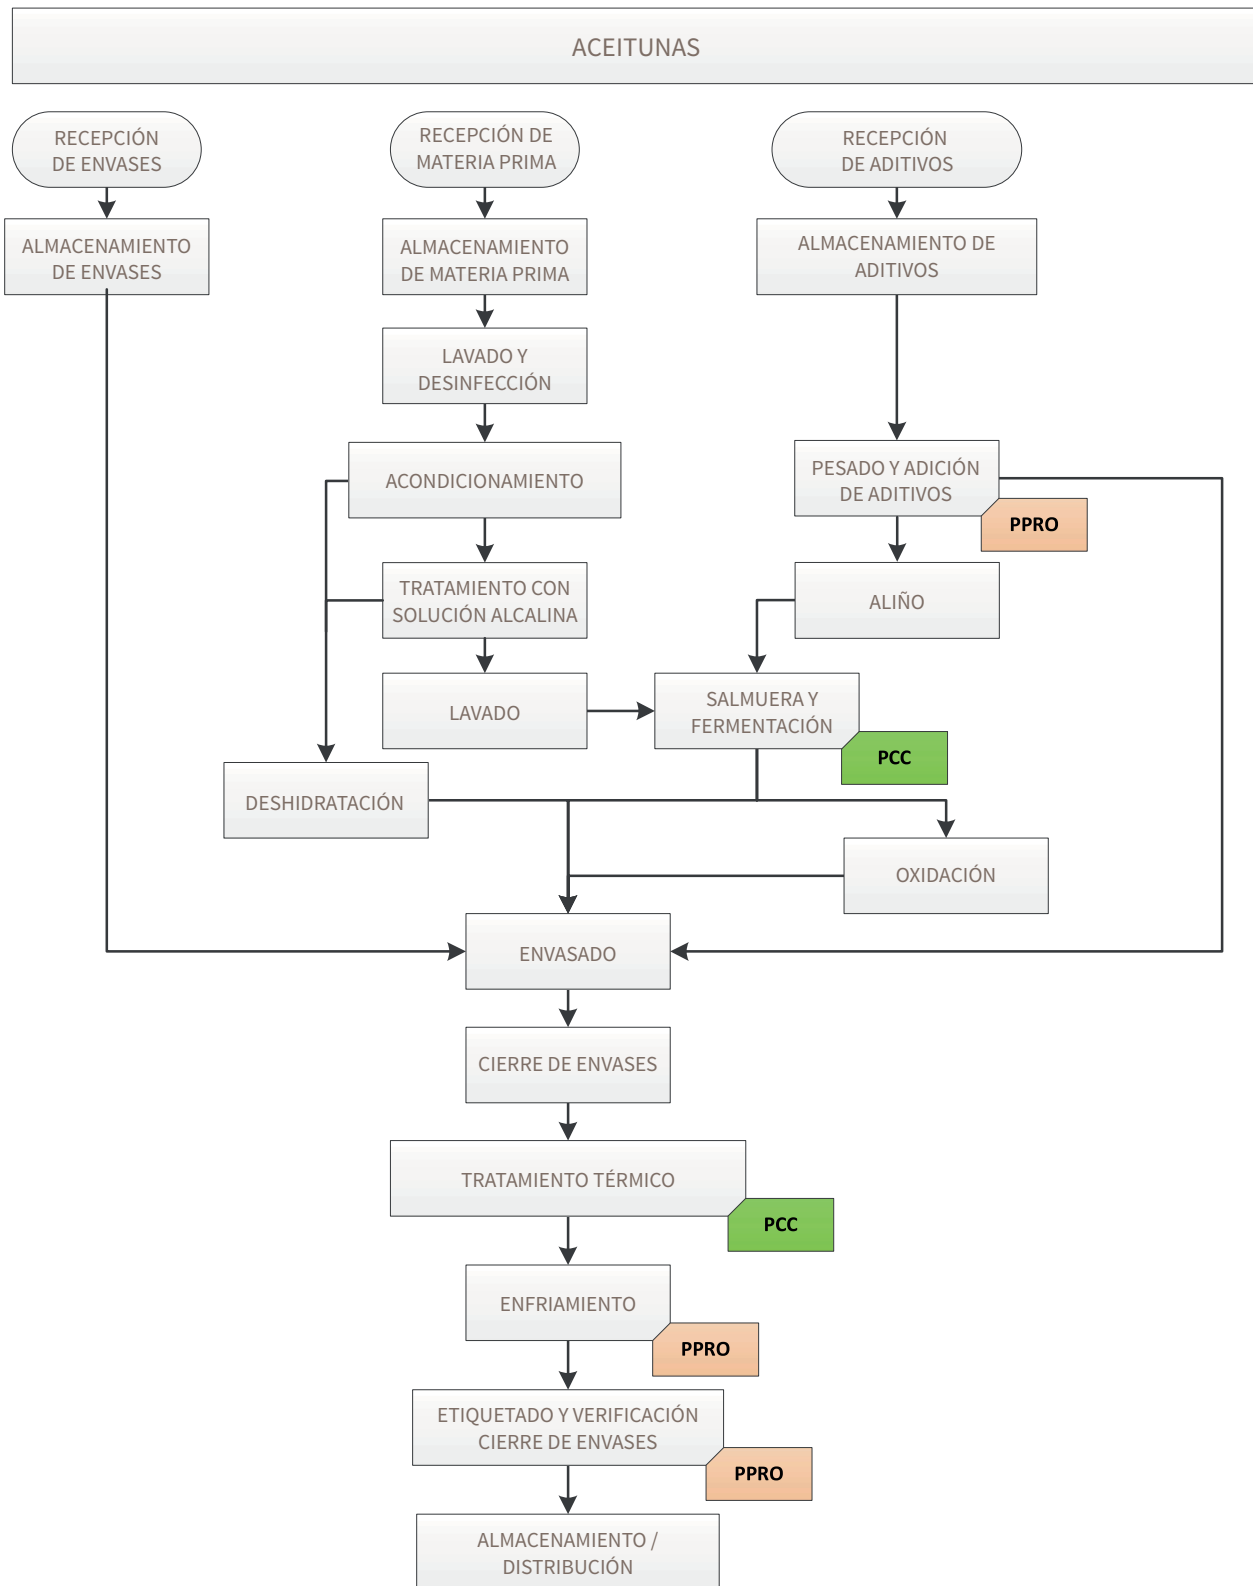 ACEITUNAS
RECEPCIÓN
DE ENVASES
RECEPCIÓN DE
MATERIA PRIMA
RECEPCIÓN
DE ADITIVOS
ALMACENAMIENTO
DE ENVASES
ALMACENAMIENTO
DE MATERIA PRIMA
ALMACENAMIENTO DE
ADITIVOS
LAVADO Y
DESINFECCIÓN
ACONDICIONAMIENTO
PESADO Y ADICIÓN
DE ADITIVOS
PPRO
TRATAMIENTO CON
SOLUCIÓN ALCALINA
ALIÑO
LAVADO
SALMUERA Y
FERMENTACIÓN
PCC
DESHIDRATACIÓN
OXIDACIÓN
ENVASADO
CIERRE DE ENVASES
TRATAMIENTO TÉRMICO
PCC
ENFRIAMIENTO
PPRO
ETIQUETADO Y VERIFICACIÓN
CIERRE DE ENVASES
PPRO
ALMACENAMIENTO /
DISTRIBUCIÓN